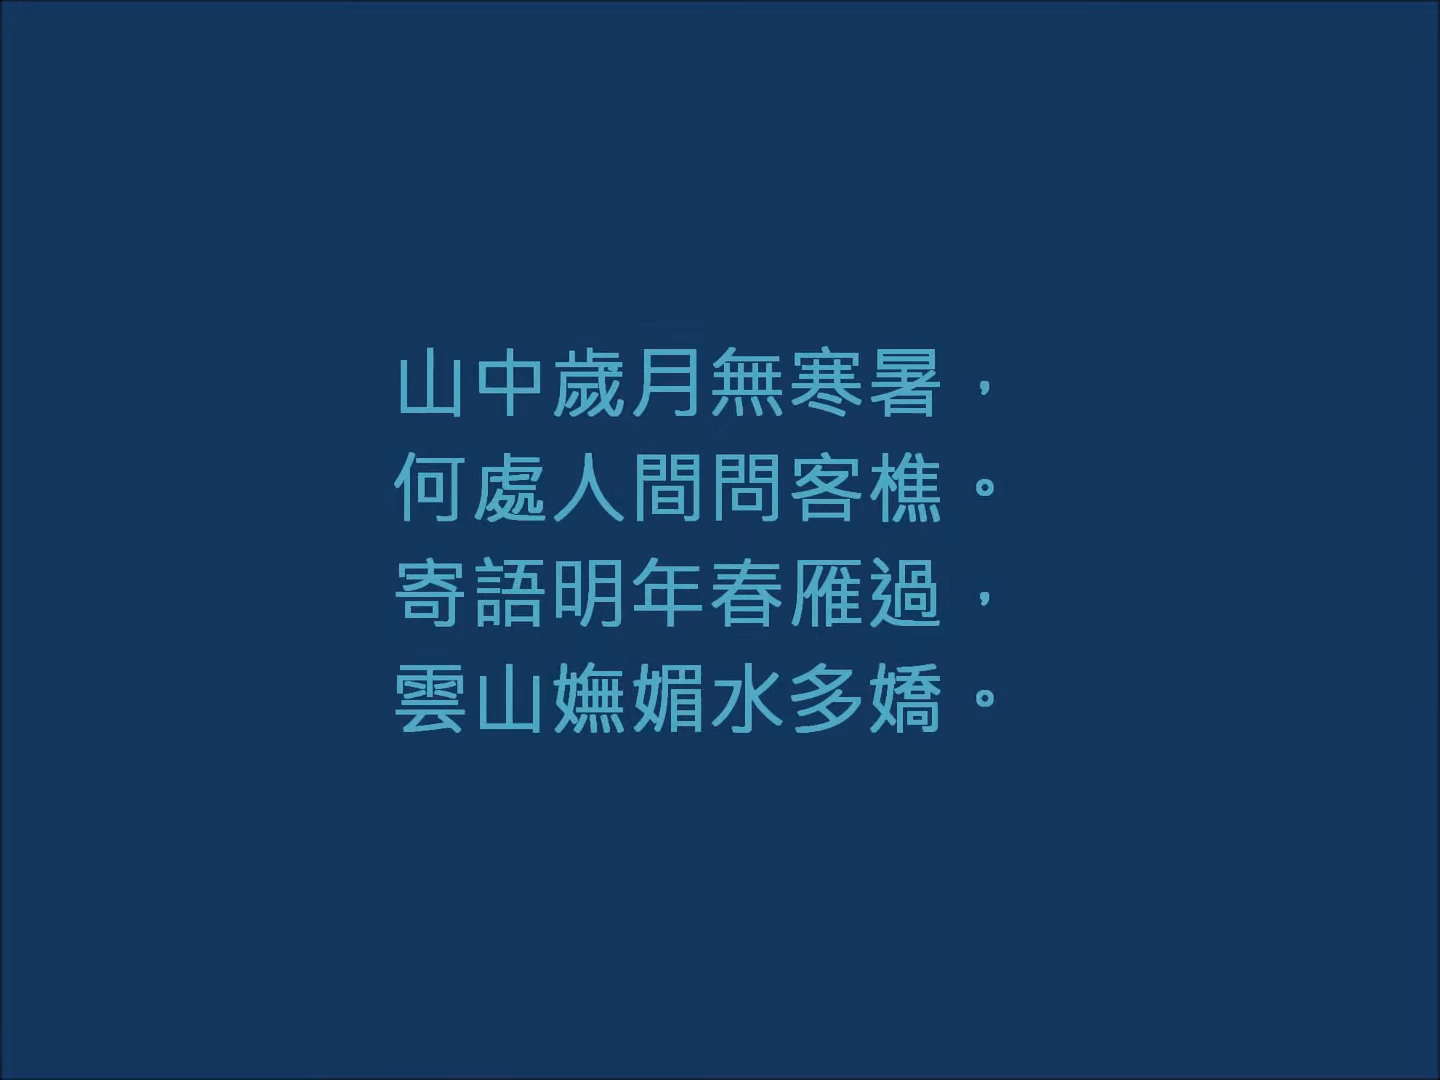 山中歲月無寒暑，
何處人間問客樵。
寄語明年春雁過，
雲山嫵媚水多嬌。